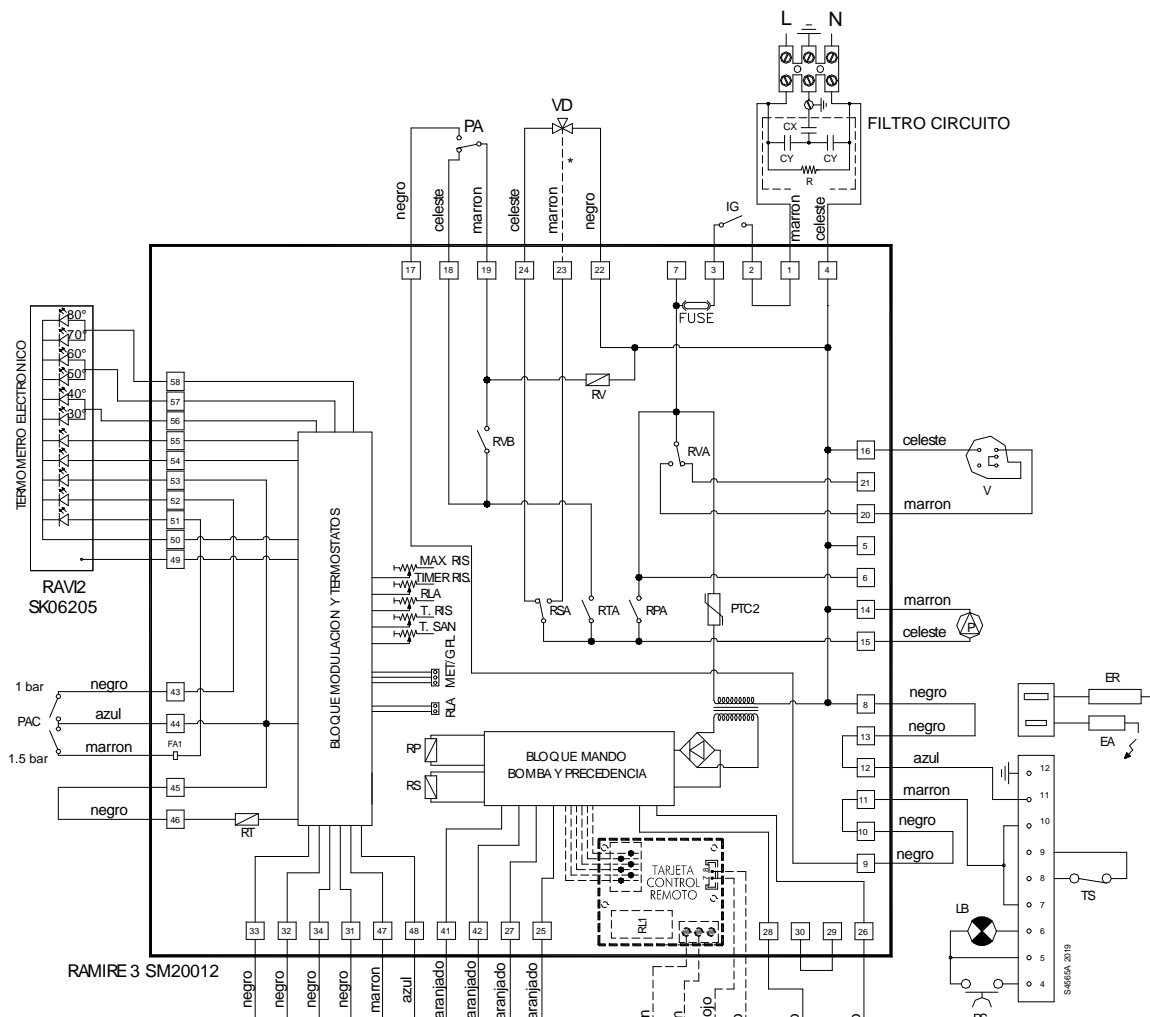 L N
FILTRO CIRCUITO
CX
CY CY
R
PA
VD
*
IG
negro
celeste
marron
celeste
marron
negro
marron
celeste
17 18 19 24 23 22 7 3 2 1 4
FUSE
RV
RVB
RVA
TERMOMETRO ELECTRONICO
80°
70°
60°
50°
40°
30°
RAVI2
SK06205
58
57
56
55
54
53
52
51
50
49
BLOQUE MODULACION Y TERMOSTATOS
MAX. RIS
TIMER RIS.
RLA
T. RIS
T. SAN
MET/GPL
RLA
RSA RTA RPA PTC2
16 celeste
V
21
20 marron
5
6
14 marron
P
15 celeste
8 negro
13 negro
12 azul
11 marron
10 negro
9 negro
ER
EA
1 bar
PAC
1.5 bar
negro 43
azul 44
marron FA1
45
negro 46
RT
RP
RS
BLOQUE MANDO
BOMBA Y PRECEDENCIA
TARJETA
CONTROL
REMOTO
7 8
RL1
12
11
10
9
8
7
6
5
4
TS
LB
S4565A 2019
33 32 34 31 47 48 41 42 27 25 28 30 29 26
RAMIRE 3 SM20012
negro
negro
negro
negro
marron
azul
aranjado
aranjado
aranjado
aranjado
n
n
ojo
o
o
o